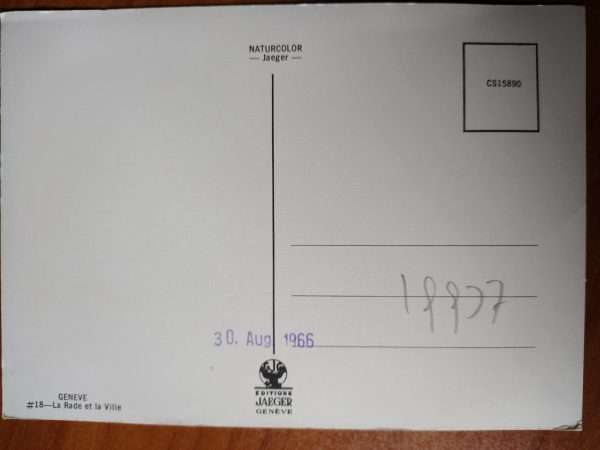 NATURCOLOR
— Jaeger —
CS15890
30. Aug. 1966
EDITIONS
JAEGER
GENÈVE
GENEVE
#18—La Rade et la Ville